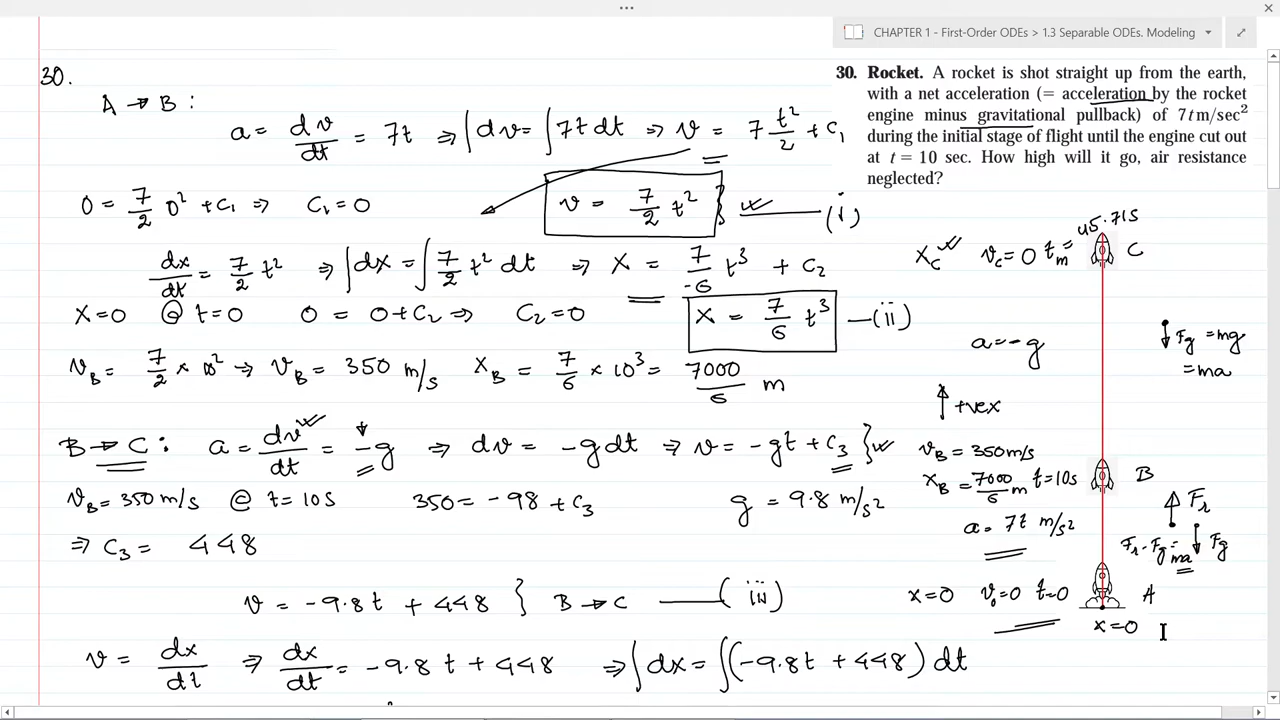 CHAPTER 1 - First-Order ODEs > 1.3 Separable ODEs. Modeling
30. Rocket. A rocket is shot straight up from the earth,
with a net acceleration (= acceleration by the rocket
engine minus gravitational pullback) of 7t m/sec²
during the initial stage of flight until the engine cut out
at t = 10 sec. How high will it go, air resistance
neglected?
30.
A → B :
a = dv/dt = 7t ⇒ ∫dv = ∫7t dt ⇒ v = 7 t²/2 + C₁
0 = 7/2 0² + C₁ ⇒ C₁ = 0
v = 7/2 t² } (i)
dx/dt = 7/2 t² ⇒ ∫dx = ∫7/2 t² dt ⇒ X = 7/6 t³ + C₂
X=0 @ t=0 0 = 0+C₂ ⇒ C₂=0
X = 7/6 t³ —(ii)
v_B = 7/2 × 10² ⇒ v_B = 350 m/s X_B = 7/6 × 10³ = 7000/6 m
B → C : a = dv/dt = -g ⇒ dv = -g dt ⇒ v = -gt + C₃ }
v_B = 350 m/s @ t = 10s 350 = -98 + C₃ g = 9.8 m/s²
⇒ C₃ = 448
v = -9.8t + 448 } B → C (iii)
v = dx/dt ⇒ dx/dt = -9.8t + 448 ⇒ ∫dx = ∫(-9.8t + 448) dt
45.71s
X_C v_C = 0 t_m = C
a = -g
F_g = mg
= ma
+ve x
v_B = 350 m/s
X_B = 7000/6 m t=10s B
a = 7t m/s²
F_r
F_r - F_g = ma F_g
x=0 v₀=0 t=0 A
x=0